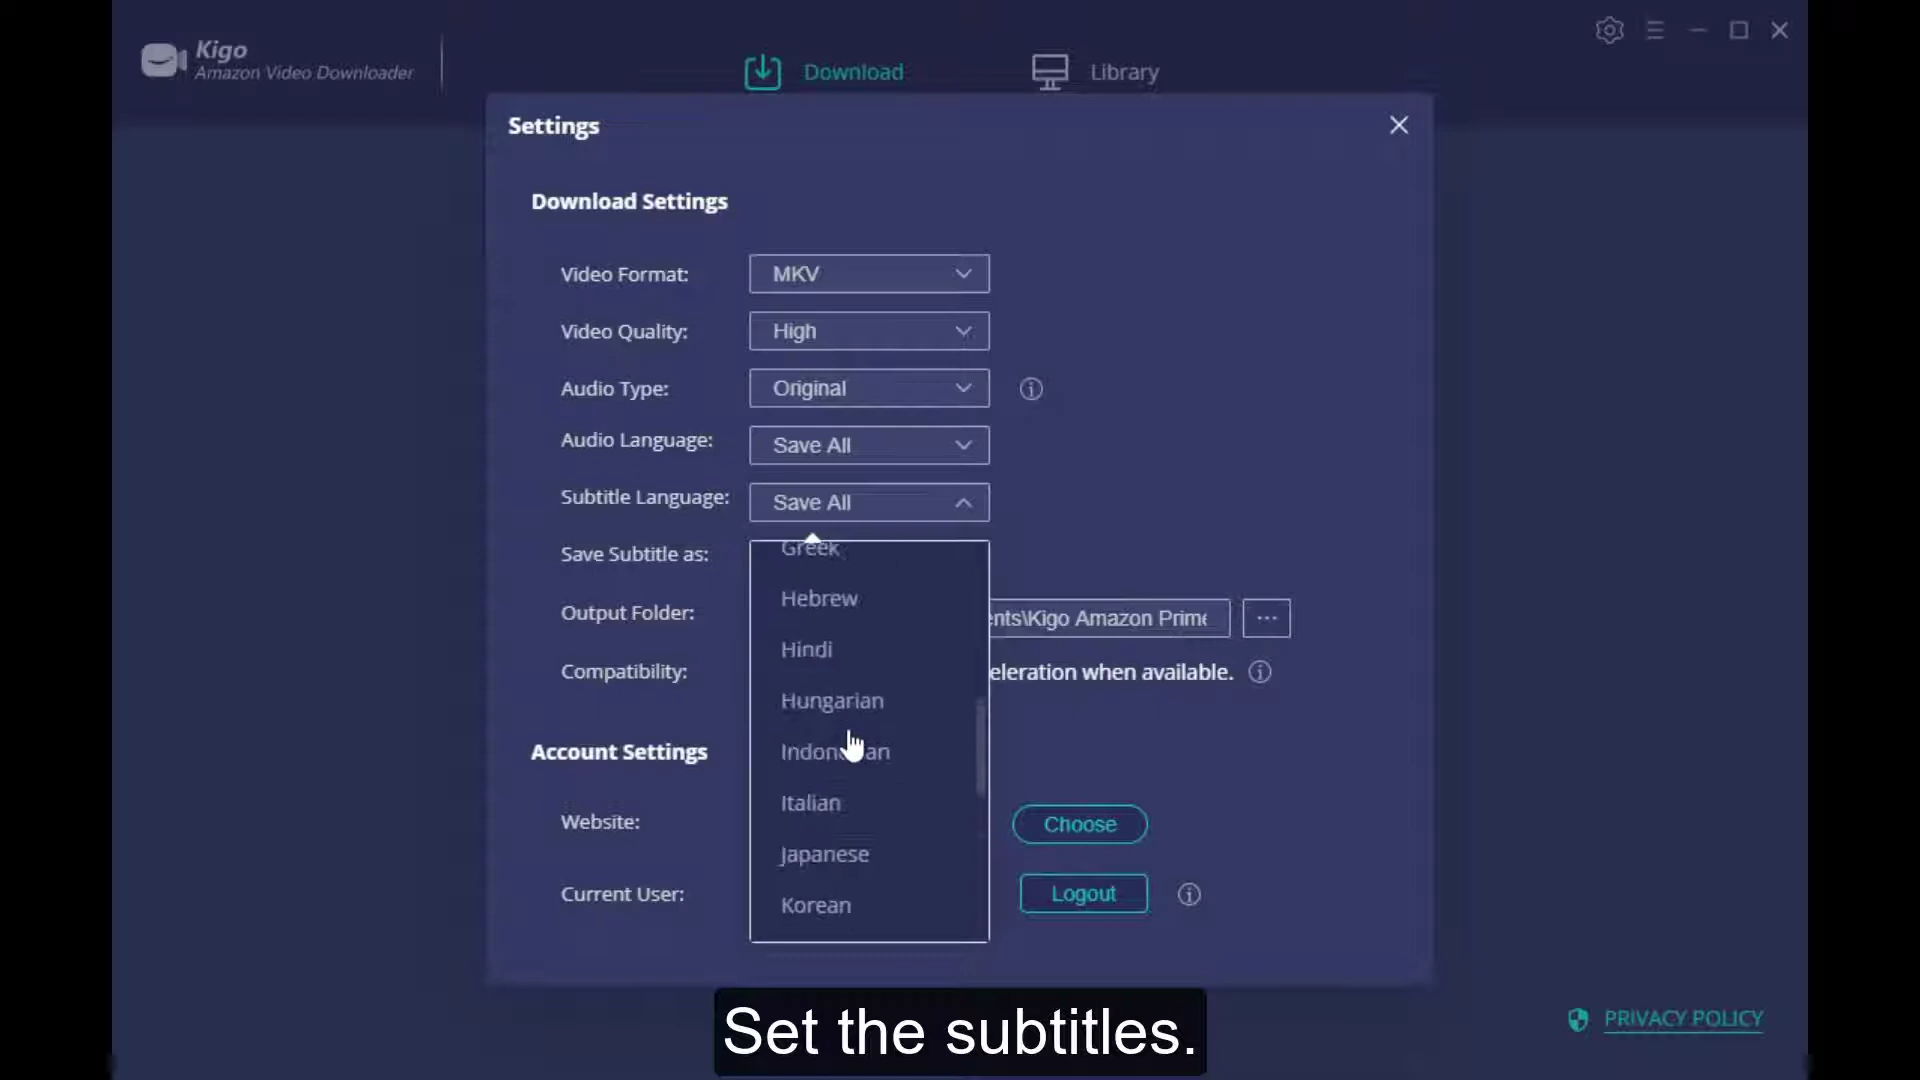 Kigo
Amazon Video Downloader
Download
Library
Settings
Download Settings
Video Format:
MKV
Video Quality:
High
Audio Type:
Original
Audio Language:
Save All
Subtitle Language:
Save All
Save Subtitle as:
Greek
Hebrew
Output Folder:
ents\Kigo Amazon Prime
...
Hindi
Compatibility:
eleration when available.
Hungarian
Account Settings
Indonesian
Italian
Website:
Choose
Japanese
Current User:
Logout
Korean
PRIVACY POLICY
Set the subtitles.